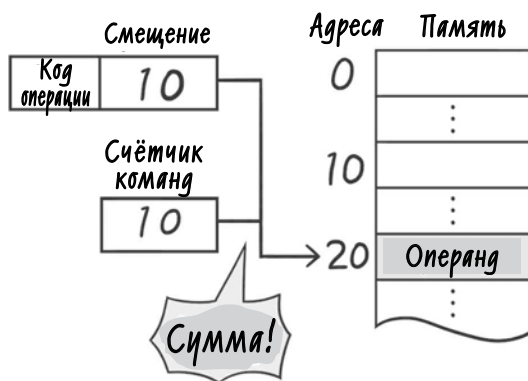 Смещение
Код
операции
10
Счётчик
команд
10
Сумма!
Адреса Память
0
10
20
Операнд